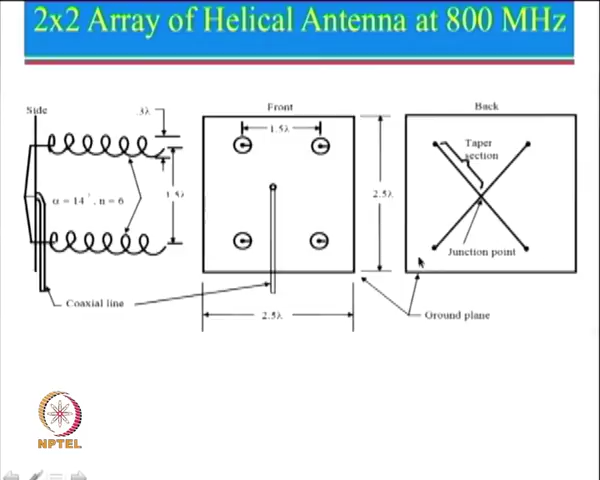 2x2 Array of Helical Antenna at 800 MHz
Side
.3λ
Front
Back
1.5λ
Taper
section
α = 14°, n = 6
1.5λ
2.5λ
Junction point
Coaxial line
2.5λ
Ground plane
NPTEL